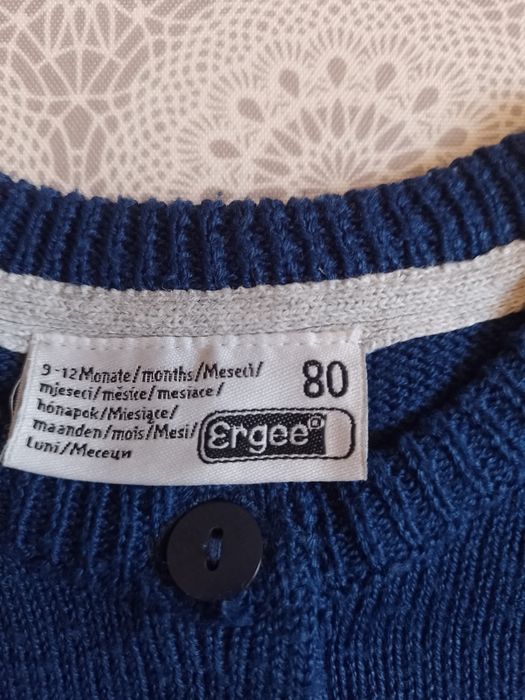 9-12 Monate/months/Meseci/
mjeseci/měsíce/mesiace/
hónapok/Miesiące/
maanden/mois/Mesi/
Luni/Месеци
80
Ergee